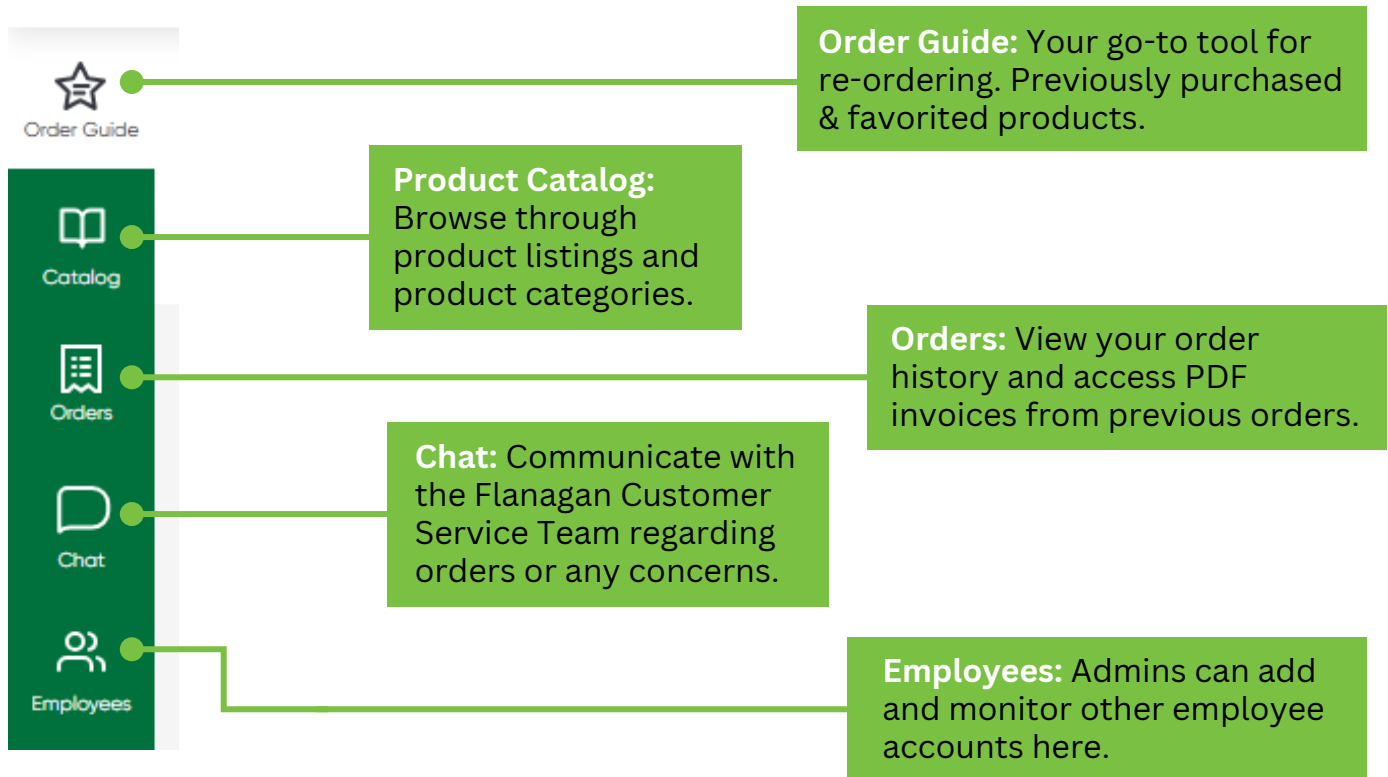 Order Guide: Your go-to tool for
re-ordering. Previously purchased
& favorited products.
Order Guide
Product Catalog:
Browse through
product listings and
product categories.
Catalog
Orders: View your order
history and access PDF
invoices from previous orders.
Orders
Chat: Communicate with
the Flanagan Customer
Service Team regarding
orders or any concerns.
Chat
Employees: Admins can add
and monitor other employee
accounts here.
Employees